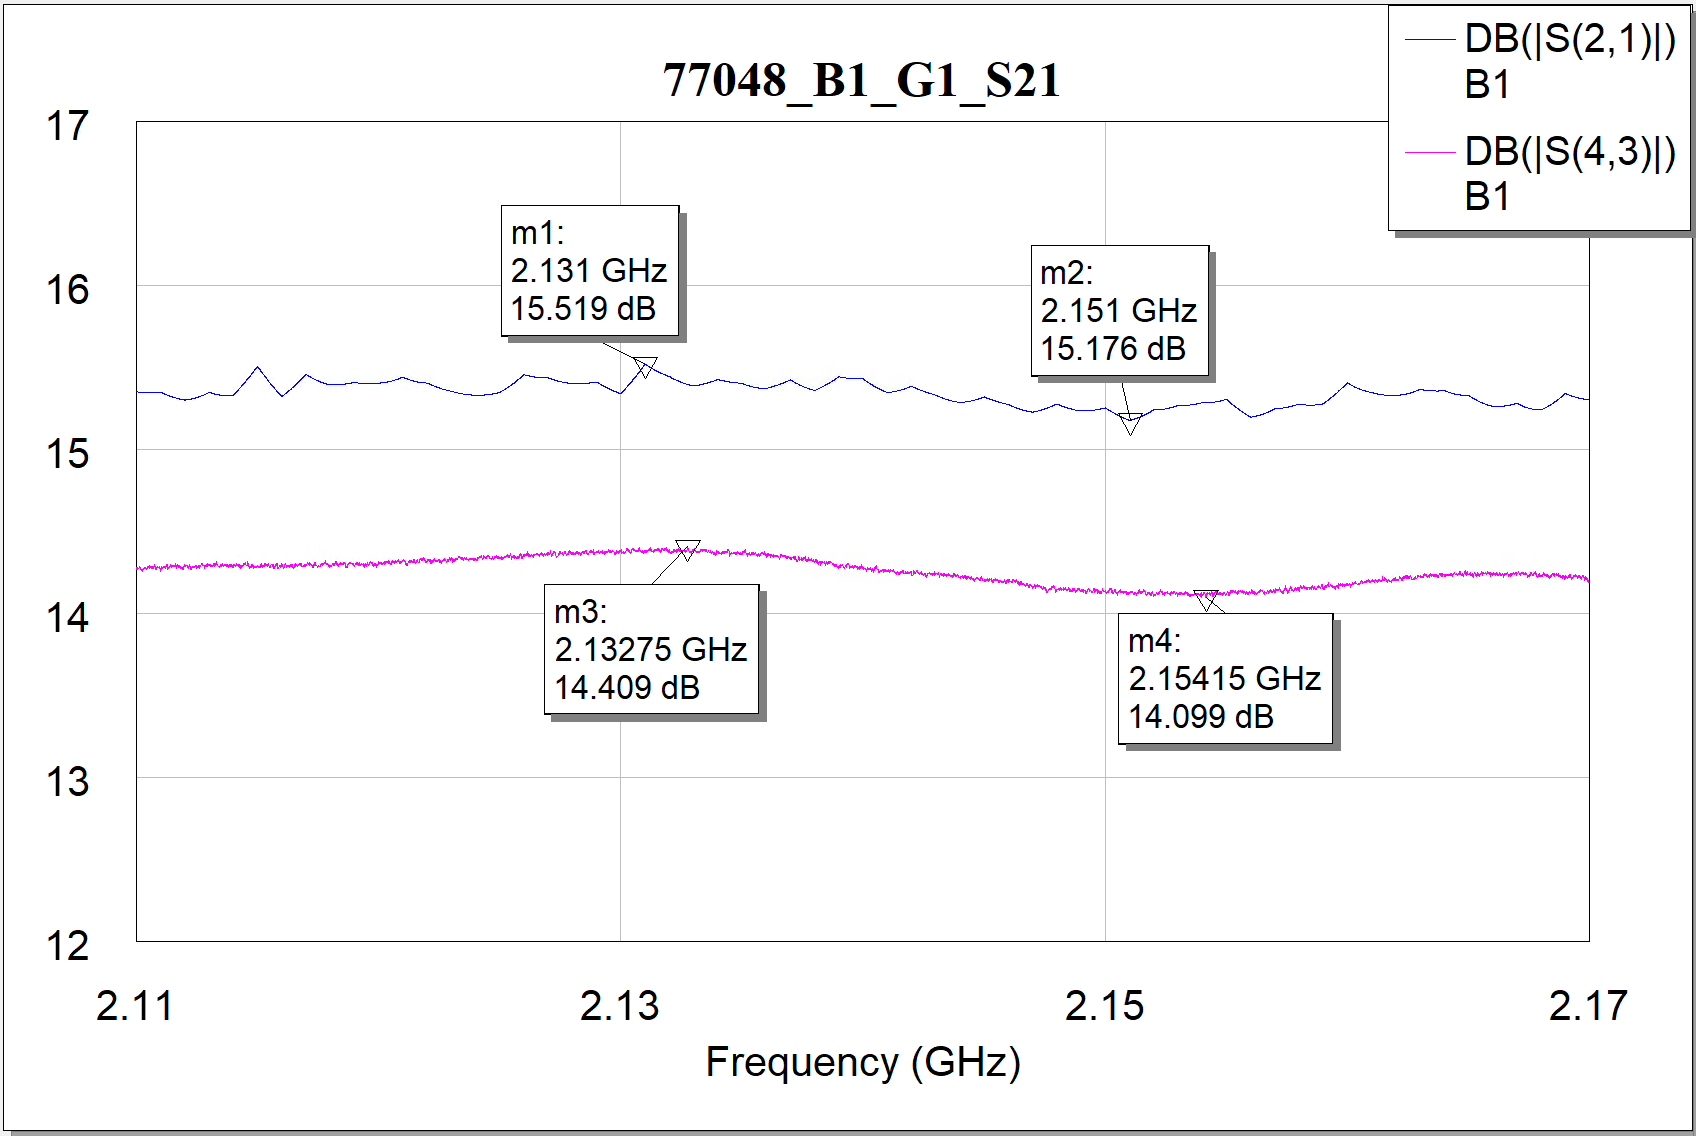 77048_B1_G1_S21
DB(|S(2,1)|)
B1
DB(|S(4,3)|)
B1
17
16
15
14
13
12
m1:
2.131 GHz
15.519 dB
m2:
2.151 GHz
15.176 dB
m3:
2.13275 GHz
14.409 dB
m4:
2.15415 GHz
14.099 dB
2.11 2.13 2.15 2.17
Frequency (GHz)